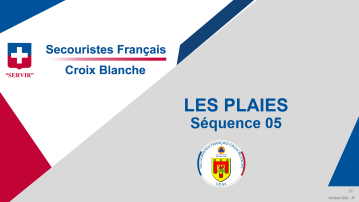 Secouristes Français
Croix Blanche
"SERVIR"
LES PLAIES
Séquence 05